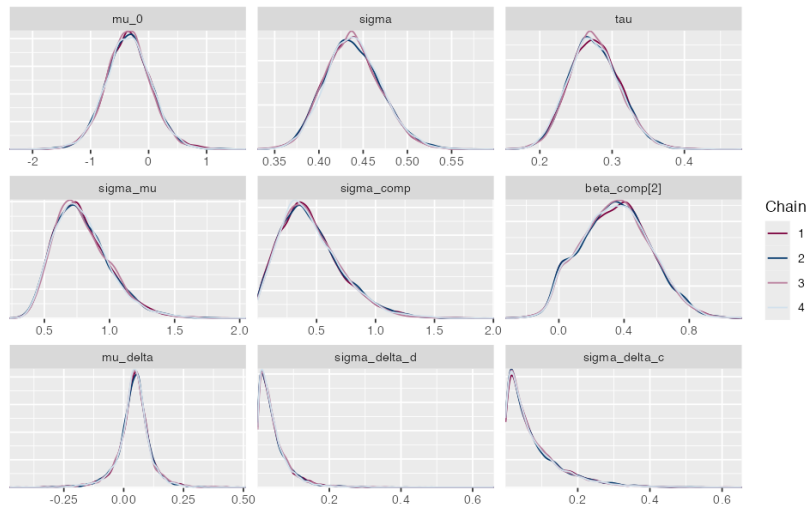 mu_0 sigma tau
-2 -1 0 1 0.35 0.40 0.45 0.50 0.55 0.2 0.3 0.4
sigma_mu sigma_comp beta_comp[2]
0.5 1.0 1.5 2.0 0.5 1.0 1.5 2.0 0.0 0.4 0.8
mu_delta sigma_delta_d sigma_delta_c
-0.25 0.00 0.25 0.50 0.2 0.4 0.6 0.2 0.4 0.6
Chain
1
2
3
4